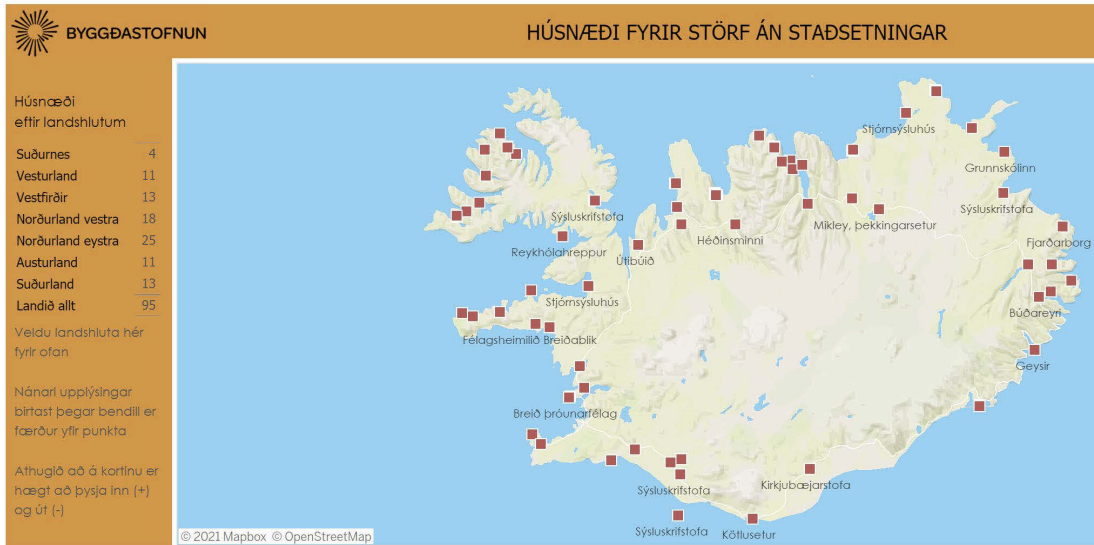 BYGGÐASTOFNUN
HÚSNÆÐI FYRIR STÖRF ÁN STAÐSETNINGAR
Húsnæði
eftir landshlutum
Suðurnes 4
Vesturland 11
Vestfirðir 13
Norðurland vestra 18
Norðurland eystra 25
Austurland 11
Suðurland 13
Landið allt 95
Veldu landshluta hér
fyrir ofan
Nánari upplýsingar
birtast þegar bendill er
færður yfir punkta
Athugið að á kortinu er
hægt að þysja inn (+)
og út (-)
Stjórnsýsluhús
Grunnskólinn
Sýsluskrifstofa
Sýsluskrifstofa
Mikley, þekkingarsetur
Héðinsminni
Fjarðarborg
Reykhólahreppur
Útibúið
Stjórnsýsluhús
Búðareyri
Félagsheimilið Breiðablik
Geysir
Breið þróunarfélag
Sýsluskrifstofa
Kirkjubæjarstofa
Sýsluskrifstofa
Kötlusetur
© 2021 Mapbox © OpenStreetMap